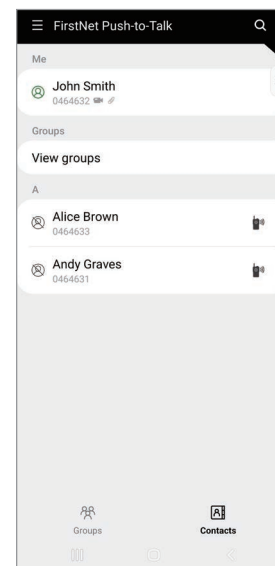 FirstNet Push-to-Talk
Me
John Smith
0464632
Groups
View groups
A
Alice Brown
0464633
Andy Graves
0464631
Groups
Contacts